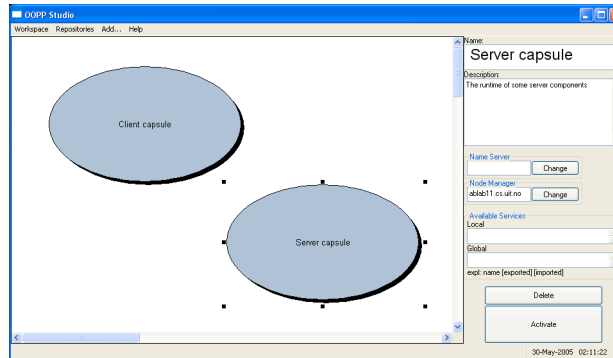 OOPP Studio
Workspace Repositories Add... Help
Client capsule
Server capsule
Name:
Server capsule
Description:
The runtime of some server components
Name Server
Change
Node Manager
ablab11.cs.uit.no Change
Available Services
Local
Global
expl: name [exported] [imported]
Delete
Activate
30-May-2005 02:11:22